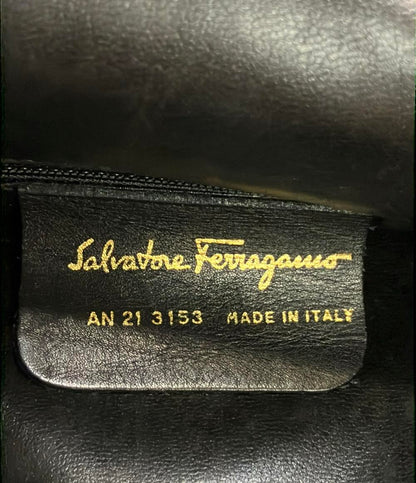 Salvatore Ferragamo
AN 21 3153 MADE IN ITALY